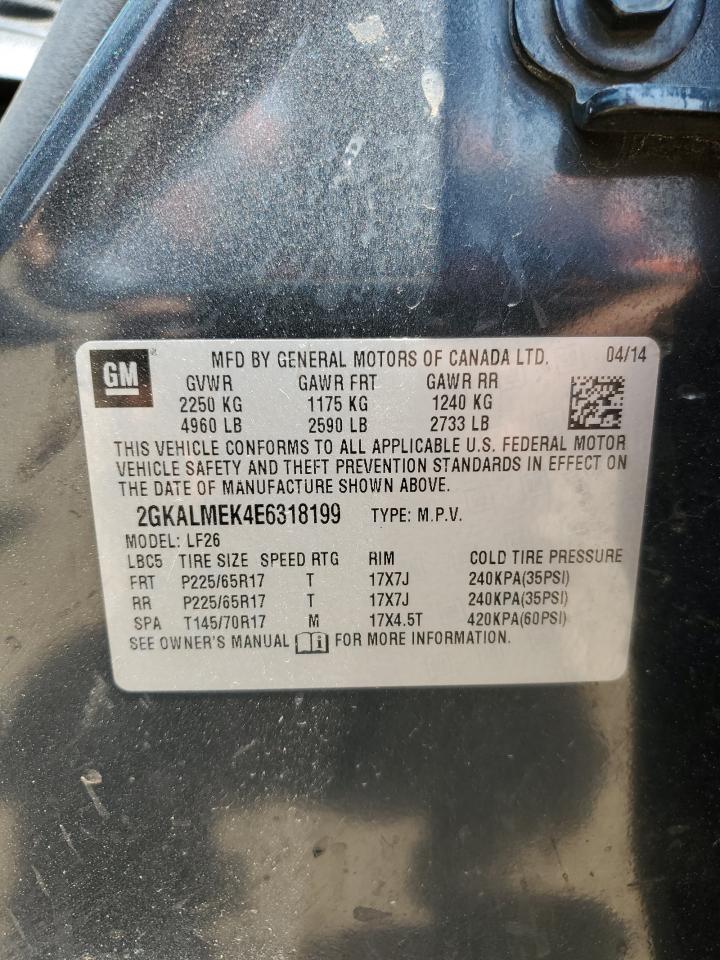 GM MFD BY GENERAL MOTORS OF CANADA LTD. 04/14
GVWR GAWR FRT GAWR RR
2250 KG 1175 KG 1240 KG
4960 LB 2590 LB 2733 LB
THIS VEHICLE CONFORMS TO ALL APPLICABLE U.S. FEDERAL MOTOR
VEHICLE SAFETY AND THEFT PREVENTION STANDARDS IN EFFECT ON
THE DATE OF MANUFACTURE SHOWN ABOVE.
2GKALMEK4E6318199 TYPE: M.P.V.
MODEL: LF26
LBC5 TIRE SIZE SPEED RTG RIM COLD TIRE PRESSURE
FRT P225/65R17 T 17X7J 240KPA(35PSI)
RR P225/65R17 T 17X7J 240KPA(35PSI)
SPA T145/70R17 M 17X4.5T 420KPA(60PSI)
SEE OWNER'S MANUAL FOR MORE INFORMATION.